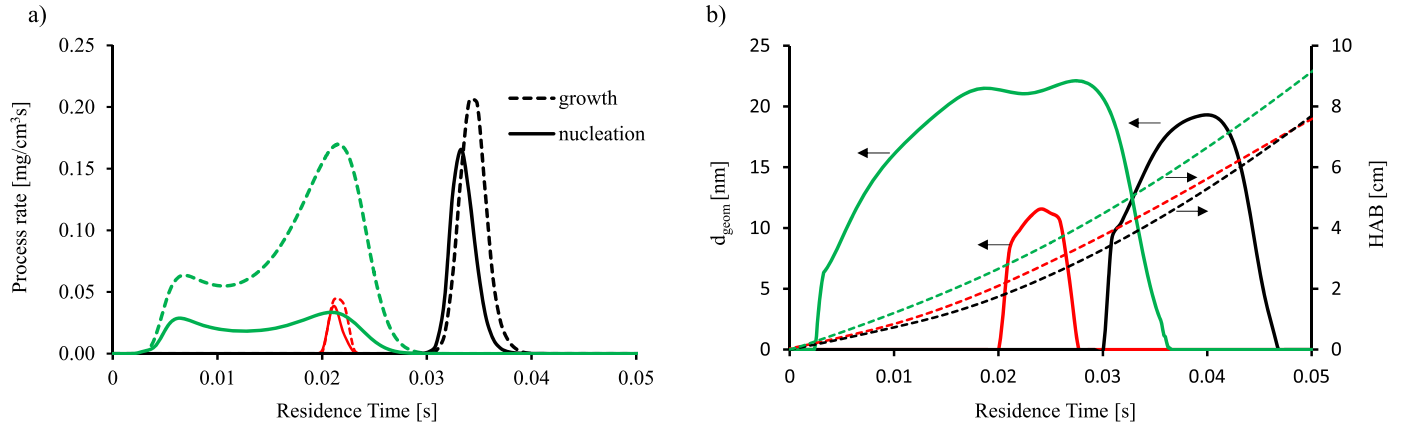 a)
0.25
0.20
0.15
0.10
0.05
0.00
Process rate [mg/cm³s]
growth
nucleation
0 0.01 0.02 0.03 0.04 0.05
Residence Time [s]
b)
25
20
15
10
5
0
d_geom [nm]
10
8
6
4
2
0
HAB [cm]
0 0.01 0.02 0.03 0.04 0.05
Residence Time [s]